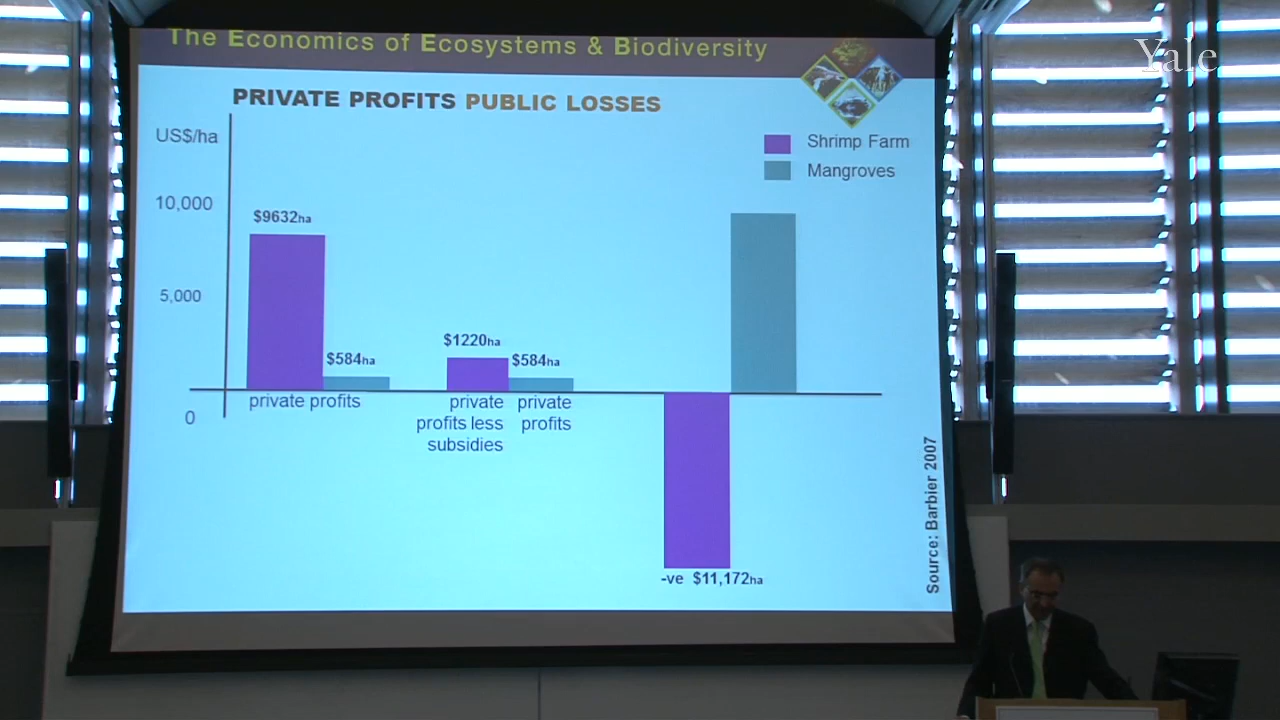 The Economics of Ecosystems & Biodiversity
Yale
PRIVATE PROFITS PUBLIC LOSSES
US$/ha
Shrimp Farm
Mangroves
10,000
$9632ha
5,000
$1220ha
$584ha
$584ha
0
private profits
private profits less subsidies
private profits
-ve $11,172ha
Source: Barbier 2007